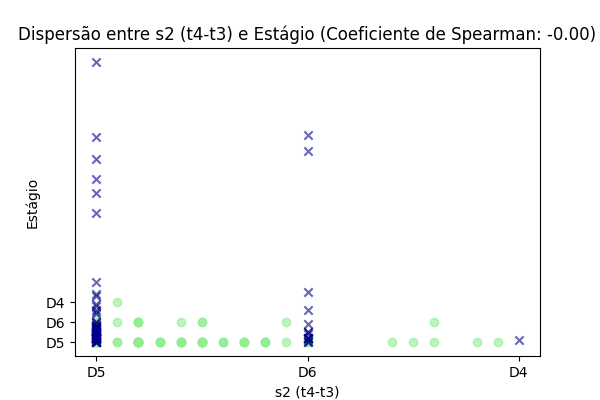 Dispersão entre s2 (t4-t3) e Estágio (Coeficiente de Spearman: -0.00)
Estágio
D4
D6
D5
D5
D6
D4
s2 (t4-t3)